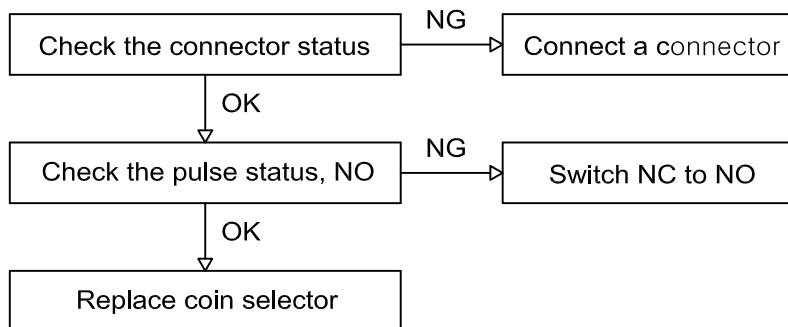 Check the connector status
NG
Connect a connector
OK
Check the pulse status, NO
NG
Switch NC to NO
OK
Replace coin selector